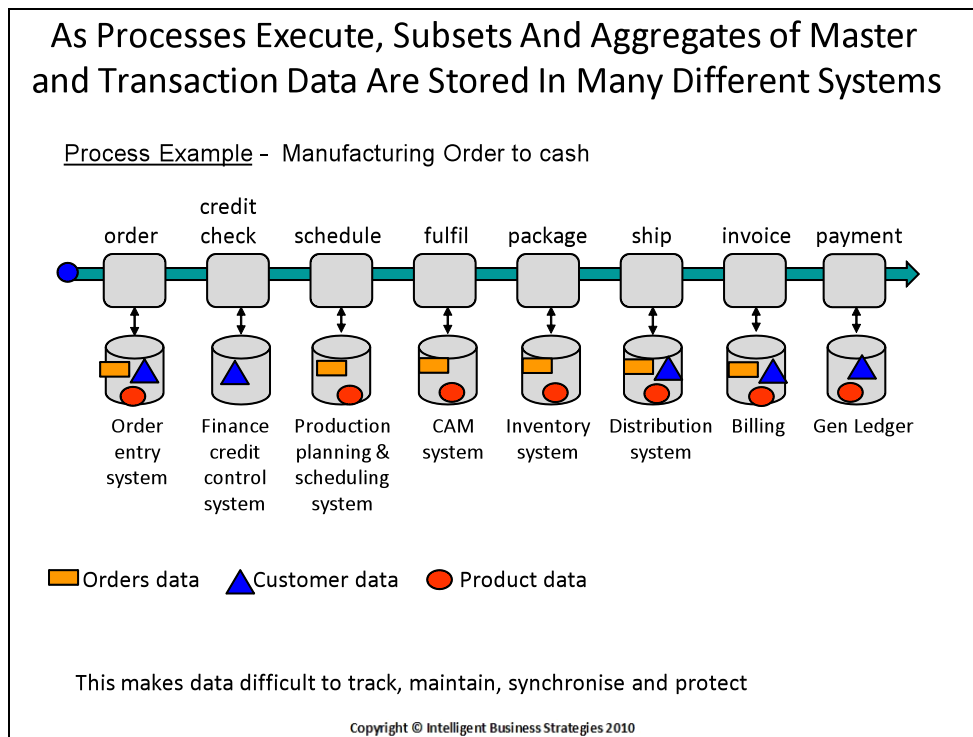 As Processes Execute, Subsets And Aggregates of Master
and Transaction Data Are Stored In Many Different Systems
Process Example - Manufacturing Order to cash
order
credit
check
schedule
fulfil
package
ship
invoice
payment
Order
entry
system
Finance
credit
control
system
Production
planning &
scheduling
system
CAM
system
Inventory
system
Distribution
system
Billing
Gen Ledger
Orders data
Customer data
Product data
This makes data difficult to track, maintain, synchronise and protect
Copyright © Intelligent Business Strategies 2010